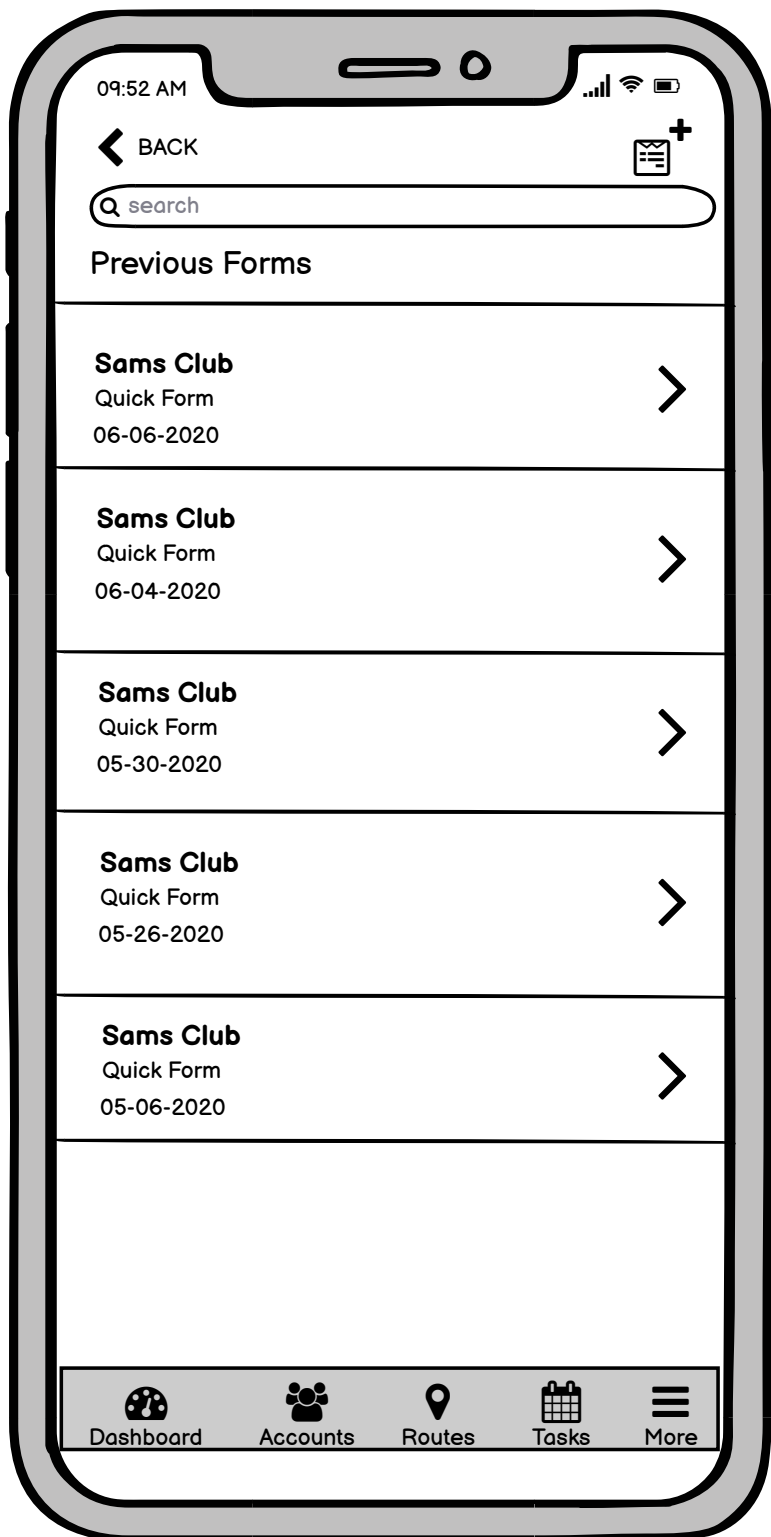 09:52 AM
BACK
search
Previous Forms
Sams Club
Quick Form
06-06-2020
Sams Club
Quick Form
06-04-2020
Sams Club
Quick Form
05-30-2020
Sams Club
Quick Form
05-26-2020
Sams Club
Quick Form
05-06-2020
Dashboard Accounts Routes Tasks More